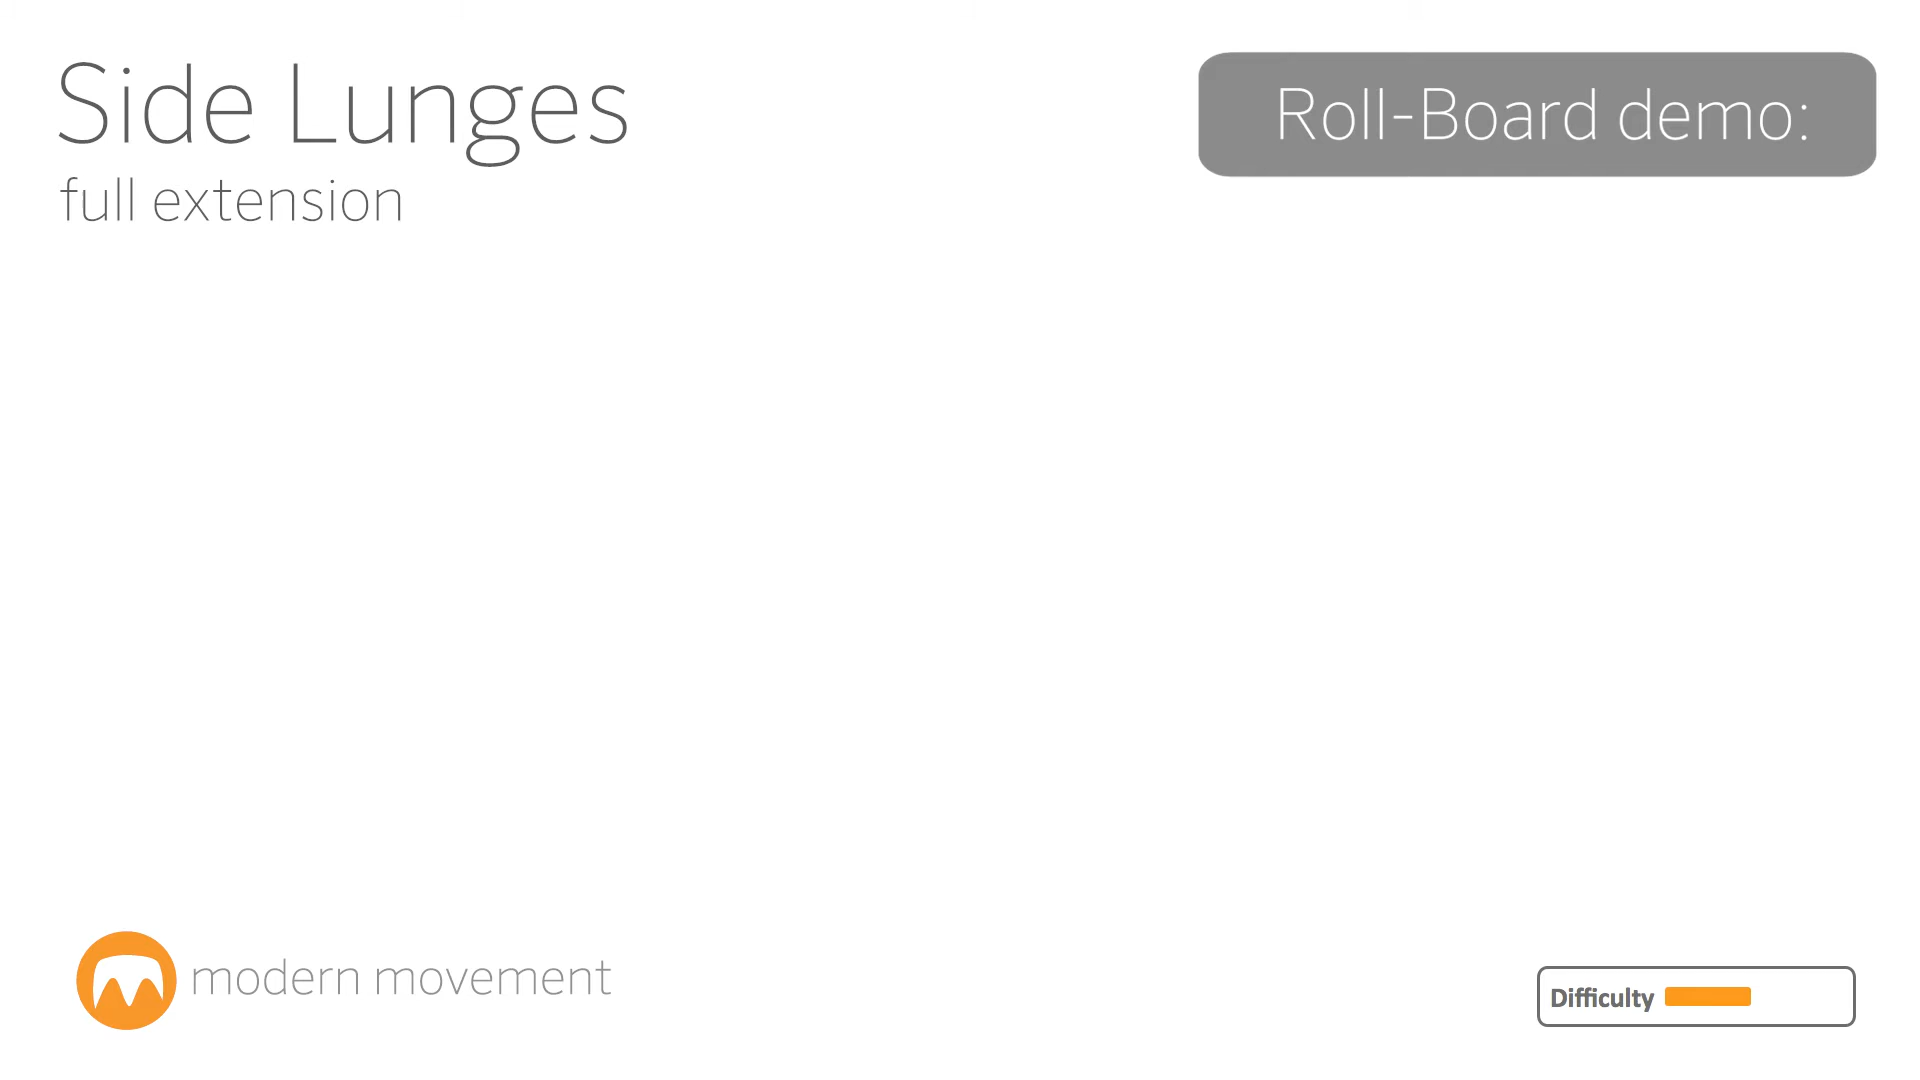 Side Lunges
full extension
Roll-Board demo:
modern movement
Difficulty